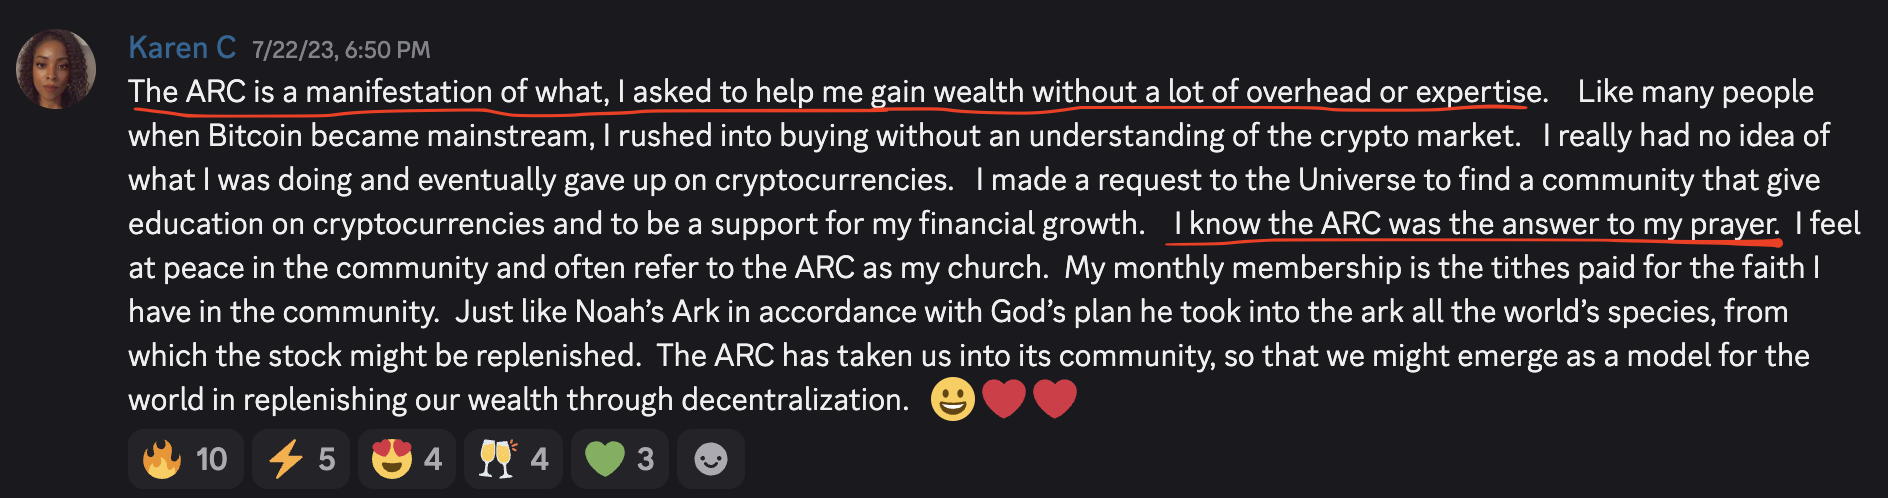 Karen C 7/22/23, 6:50 PM
The ARC is a manifestation of what, I asked to help me gain wealth without a lot of overhead or expertise. Like many people
when Bitcoin became mainstream, I rushed into buying without an understanding of the crypto market. I really had no idea of
what I was doing and eventually gave up on cryptocurrencies. I made a request to the Universe to find a community that give
education on cryptocurrencies and to be a support for my financial growth. I know the ARC was the answer to my prayer. I feel
at peace in the community and often refer to the ARC as my church. My monthly membership is the tithes paid for the faith I
have in the community. Just like Noah's Ark in accordance with God's plan he took into the ark all the world's species, from
which the stock might be replenished. The ARC has taken us into its community, so that we might emerge as a model for the
world in replenishing our wealth through decentralization. 😀❤️❤️
🔥 10 ⚡ 5 😍 4 🥂 4 💚 3